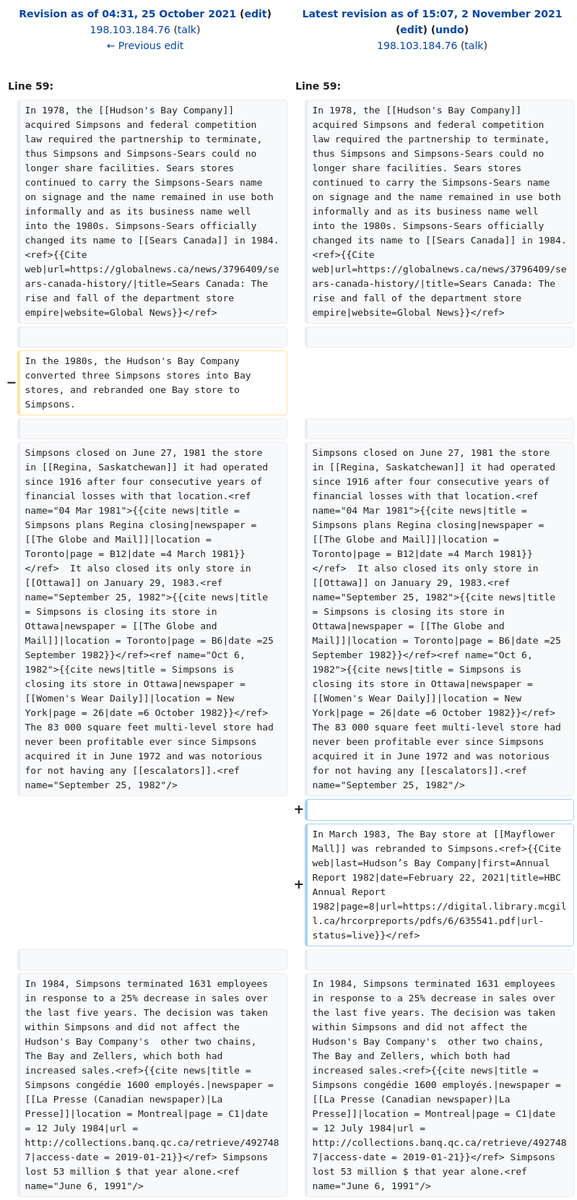 Revision as of 04:31, 25 October 2021 (edit)
198.103.184.76 (talk)
← Previous edit
Latest revision as of 15:07, 2 November 2021
(edit) (undo)
198.103.184.76 (talk)
Line 59:
Line 59:
In 1978, the [[Hudson's Bay Company]]
acquired Simpsons and federal competition
law required the partnership to terminate,
thus Simpsons and Simpsons-Sears could no
longer share facilities. Sears stores
continued to carry the Simpsons-Sears name
on signage and the name remained in use both
informally and as its business name well
into the 1980s. Simpsons-Sears officially
changed its name to [[Sears Canada]] in 1984.
<ref>{{Cite
web|url=https://globalnews.ca/news/3796409/se
ars-canada-history/|title=Sears Canada: The
rise and fall of the department store
empire|website=Global News}}</ref>
In 1978, the [[Hudson's Bay Company]]
acquired Simpsons and federal competition
law required the partnership to terminate,
thus Simpsons and Simpsons-Sears could no
longer share facilities. Sears stores
continued to carry the Simpsons-Sears name
on signage and the name remained in use both
informally and as its business name well
into the 1980s. Simpsons-Sears officially
changed its name to [[Sears Canada]] in 1984.
<ref>{{Cite
web|url=https://globalnews.ca/news/3796409/se
ars-canada-history/|title=Sears Canada: The
rise and fall of the department store
empire|website=Global News}}</ref>
−
In the 1980s, the Hudson's Bay Company
converted three Simpsons stores into Bay
stores, and rebranded one Bay store to
Simpsons.
Simpsons closed on June 27, 1981 the store
in [[Regina, Saskatchewan]] it had operated
since 1916 after four consecutive years of
financial losses with that location.<ref
name="04 Mar 1981">{{cite news|title =
Simpsons plans Regina closing|newspaper =
[[The Globe and Mail]]|location =
Toronto|page = B12|date =4 March 1981}}
</ref>  It also closed its only store in
[[Ottawa]] on January 29, 1983.<ref
name="September 25, 1982">{{cite news|title
= Simpsons is closing its store in
Ottawa|newspaper = [[The Globe and
Mail]]|location = Toronto|page = B6|date =25
September 1982}}</ref><ref name="Oct 6,
1982">{{cite news|title = Simpsons is
closing its store in Ottawa|newspaper =
[[Women's Wear Daily]]|location = New
York|page = 26|date =6 October 1982}}</ref>
The 83 000 square feet multi-level store had
never been profitable ever since Simpsons
acquired it in June 1972 and was notorious
for not having any [[escalators]].<ref
name="September 25, 1982"/>
Simpsons closed on June 27, 1981 the store
in [[Regina, Saskatchewan]] it had operated
since 1916 after four consecutive years of
financial losses with that location.<ref
name="04 Mar 1981">{{cite news|title =
Simpsons plans Regina closing|newspaper =
[[The Globe and Mail]]|location =
Toronto|page = B12|date =4 March 1981}}
</ref>  It also closed its only store in
[[Ottawa]] on January 29, 1983.<ref
name="September 25, 1982">{{cite news|title
= Simpsons is closing its store in
Ottawa|newspaper = [[The Globe and
Mail]]|location = Toronto|page = B6|date =25
September 1982}}</ref><ref name="Oct 6,
1982">{{cite news|title = Simpsons is
closing its store in Ottawa|newspaper =
[[Women's Wear Daily]]|location = New
York|page = 26|date =6 October 1982}}</ref>
The 83 000 square feet multi-level store had
never been profitable ever since Simpsons
acquired it in June 1972 and was notorious
for not having any [[escalators]].<ref
name="September 25, 1982"/>
+
+
In March 1983, The Bay store at [[Mayflower
Mall]] was rebranded to Simpsons.<ref>{{Cite
web|last=Hudson’s Bay Company|first=Annual
Report 1982|date=February 22, 2021|title=HBC
Annual Report
1982|page=8|url=https://digital.library.mcgil
l.ca/hrcorpreports/pdfs/6/635541.pdf|url-
status=live}}</ref>
In 1984, Simpsons terminated 1631 employees
in response to a 25% decrease in sales over
the last five years. The decision was taken
within Simpsons and did not affect the
Hudson's Bay Company's  other two chains,
The Bay and Zellers, which both had
increased sales.<ref>{{cite news|title =
Simpsons congédie 1600 employés.|newspaper =
[[La Presse (Canadian newspaper)|La
Presse]]|location = Montreal|page = C1|date
= 12 July 1984|url =
http://collections.banq.qc.ca/retrieve/492748
7|access-date = 2019-01-21}}</ref> Simpsons
lost 53 million $ that year alone.<ref
name="June 6, 1991"/>
In 1984, Simpsons terminated 1631 employees
in response to a 25% decrease in sales over
the last five years. The decision was taken
within Simpsons and did not affect the
Hudson's Bay Company's  other two chains,
The Bay and Zellers, which both had
increased sales.<ref>{{cite news|title =
Simpsons congédie 1600 employés.|newspaper =
[[La Presse (Canadian newspaper)|La
Presse]]|location = Montreal|page = C1|date
= 12 July 1984|url =
http://collections.banq.qc.ca/retrieve/492748
7|access-date = 2019-01-21}}</ref> Simpsons
lost 53 million $ that year alone.<ref
name="June 6, 1991"/>